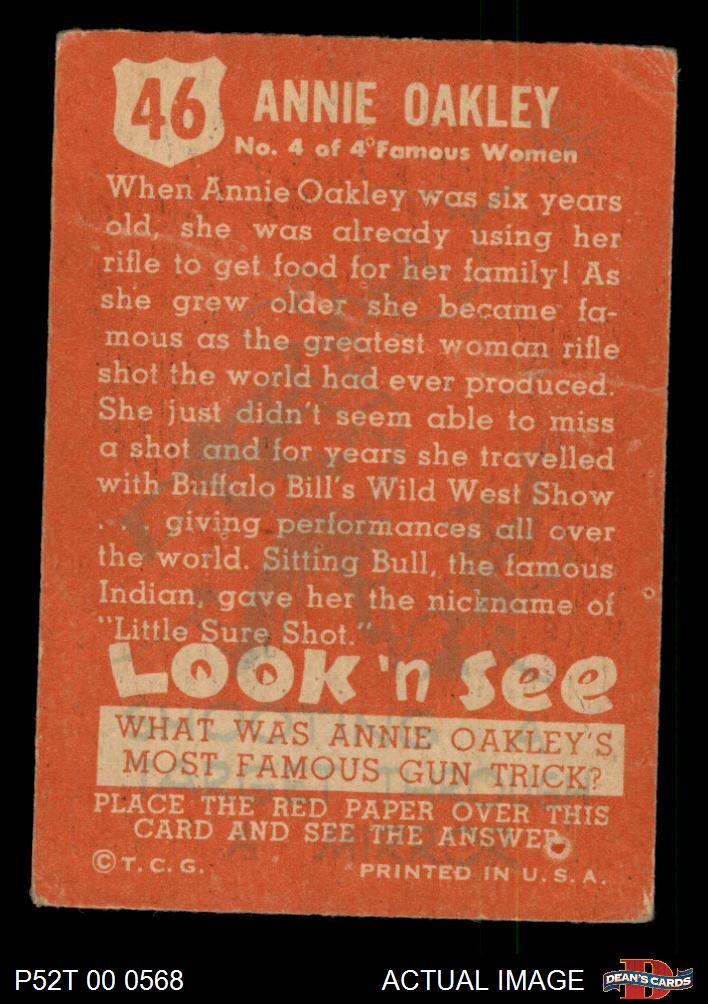 46
ANNIE OAKLEY
No. 4 of 4 Famous Women
When Annie Oakley was six years
old, she was already using her
rifle to get food for her family! As
she grew older she became fa-
mous as the greatest woman rifle
shot the world had ever produced.
She just didn't seem able to miss
a shot and for years she travelled
with Buffalo Bill's Wild West Show
. . . . giving performances all over
the world. Sitting Bull, the famous
Indian, gave her the nickname of
"Little Sure Shot."
LOOK 'n SEE
WHAT WAS ANNIE OAKLEY'S
MOST FAMOUS GUN TRICK?
PLACE THE RED PAPER OVER THIS
CARD AND SEE THE ANSWER
© T. C. G.
PRINTED IN U. S. A.
P52T 00 0568
ACTUAL IMAGE
DEAN'S CARDS